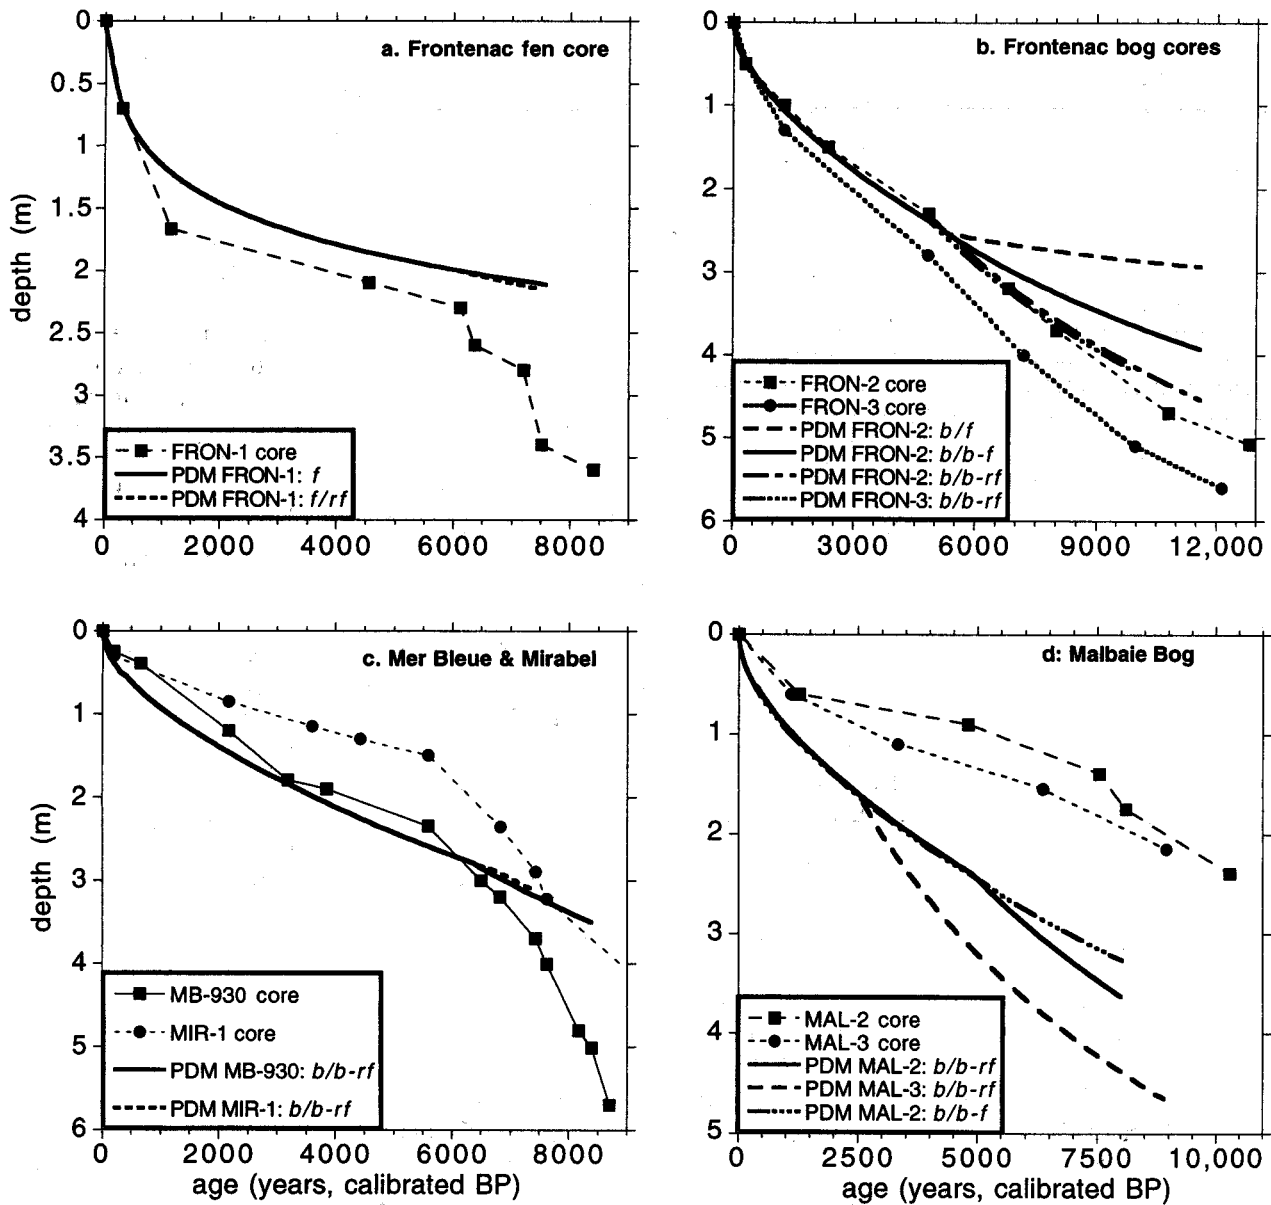 a. Frontenac fen core
0
0.5
1
1.5
2
2.5
3
3.5
4
depth (m)
FRON-1 core
PDM FRON-1: f
PDM FRON-1: f/rf
0 2000 4000 6000 8000
b. Frontenac bog cores
0
1
2
3
4
5
6
FRON-2 core
FRON-3 core
PDM FRON-2: b/f
PDM FRON-2: b/b-f
PDM FRON-2: b/b-rf
PDM FRON-3: b/b-rf
0 3000 6000 9000 12,000
c. Mer Bleue & Mirabel
0
1
2
3
4
5
6
depth (m)
MB-930 core
MIR-1 core
PDM MB-930: b/b-rf
PDM MIR-1: b/b-rf
0 2000 4000 6000 8000
age (years, calibrated BP)
d: Malbaie Bog
0
1
2
3
4
5
MAL-2 core
MAL-3 core
PDM MAL-2: b/b-rf
PDM MAL-3: b/b-rf
PDM MAL-2: b/b-f
0 2500 5000 7500 10,000
age (years, calibrated BP)